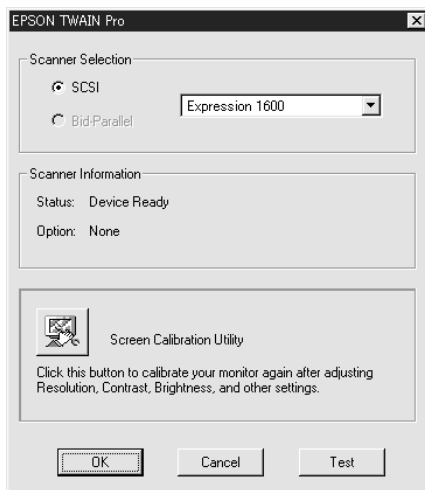 EPSON TWAIN Pro
Scanner Selection
SCSI
Expression 1600
Bid-Parallel
Scanner Information
Status: Device Ready
Option: None
Screen Calibration Utility
Click this button to calibrate your monitor again after adjusting
Resolution, Contrast, Brightness, and other settings.
OK Cancel Test